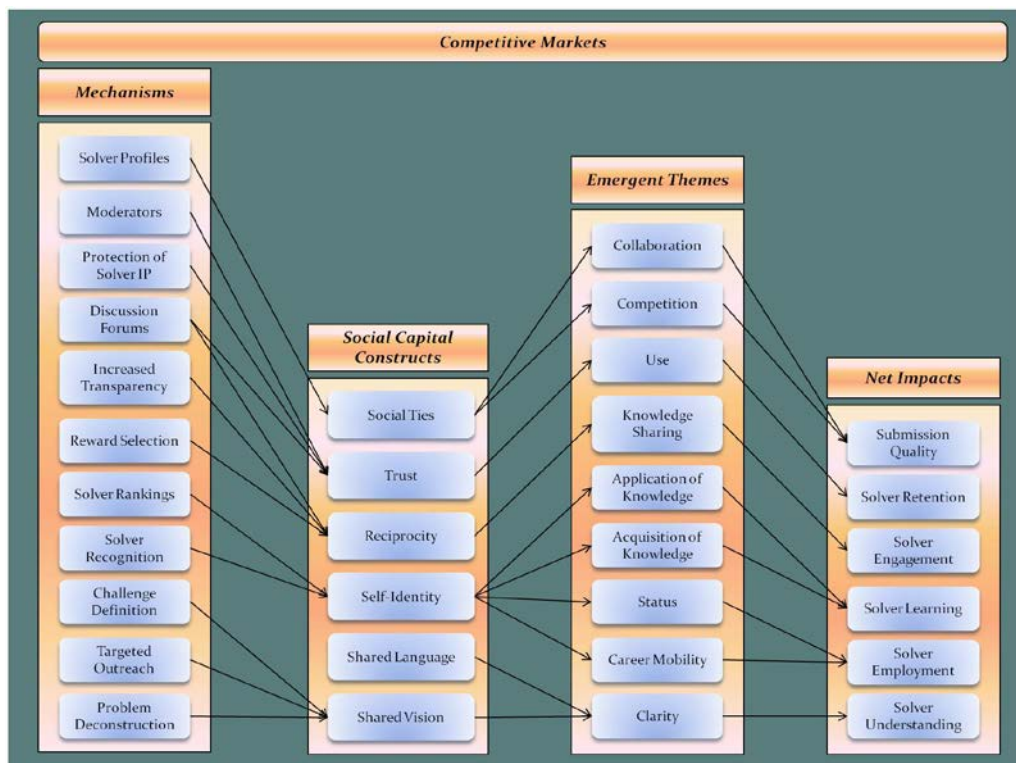 Competitive Markets
Mechanisms
Solver Profiles
Moderators
Protection of
Solver IP
Discussion
Forums
Increased
Transparency
Reward Selection
Solver Rankings
Solver
Recognition
Challenge
Definition
Targeted
Outreach
Problem
Deconstruction
Social Capital
Constructs
Social Ties
Trust
Reciprocity
Self-Identity
Shared Language
Shared Vision
Emergent Themes
Collaboration
Competition
Use
Knowledge
Sharing
Application of
Knowledge
Acquisition of
Knowledge
Status
Career Mobility
Clarity
Net Impacts
Submission
Quality
Solver Retention
Solver
Engagement
Solver Learning
Solver
Employment
Solver
Understanding